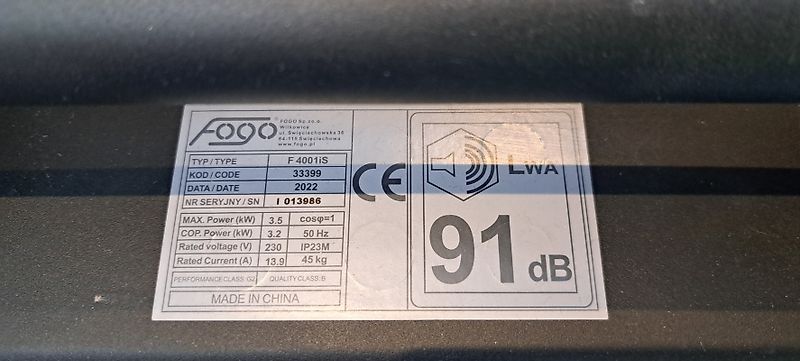 FOGO
FOGO Sp. z o.o.
Wilkowice
ul. Święciechowska 36
64-115 Święciechowa
www.fogo.pl
TYP / TYPE F 4001iS
KOD / CODE 33399
DATA / DATE 2022
NR SERYJNY / SN I 013986
MAX. Power (kW) 3.5 cosφ=1
COP. Power (kW) 3.2 50 Hz
Rated voltage (V) 230 IP23M
Rated Current (A) 13.9 45 kg
PERFORMANCE CLASS: G2 QUALITY CLASS: B
MADE IN CHINA
CE
LWA
91 dB